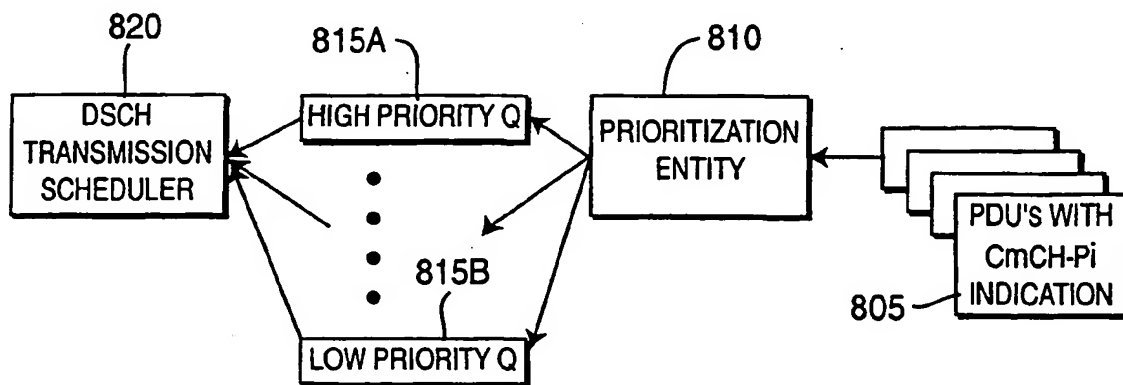 820
DSCH
TRANSMISSION
SCHEDULER
815A
HIGH PRIORITY Q
815B
LOW PRIORITY Q
810
PRIORITIZATION
ENTITY
PDU's WITH
CmCH-Pi
INDICATION
805